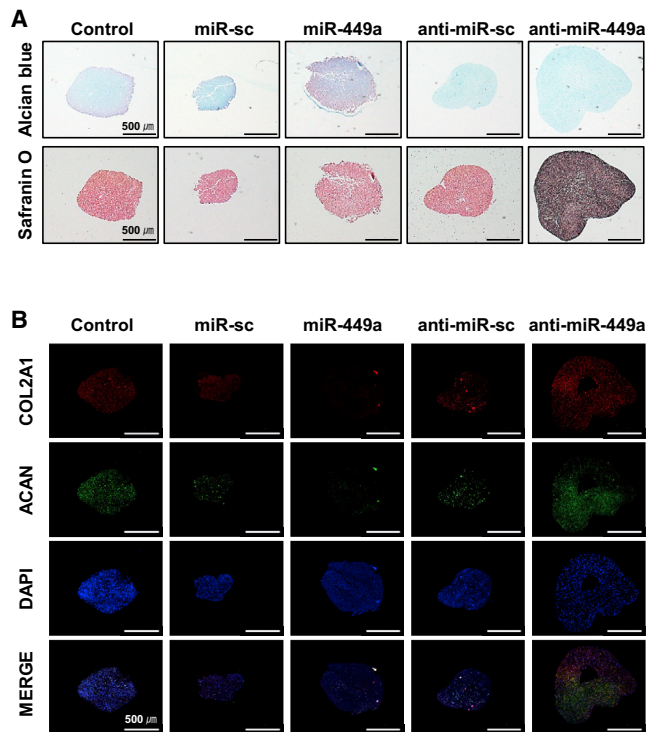 A
Control miR-sc miR-449a anti-miR-sc anti-miR-449a
Alcian blue
500 ㎛
Safranin O
500 ㎛
B
Control miR-sc miR-449a anti-miR-sc anti-miR-449a
COL2A1
ACAN
DAPI
MERGE
500 ㎛